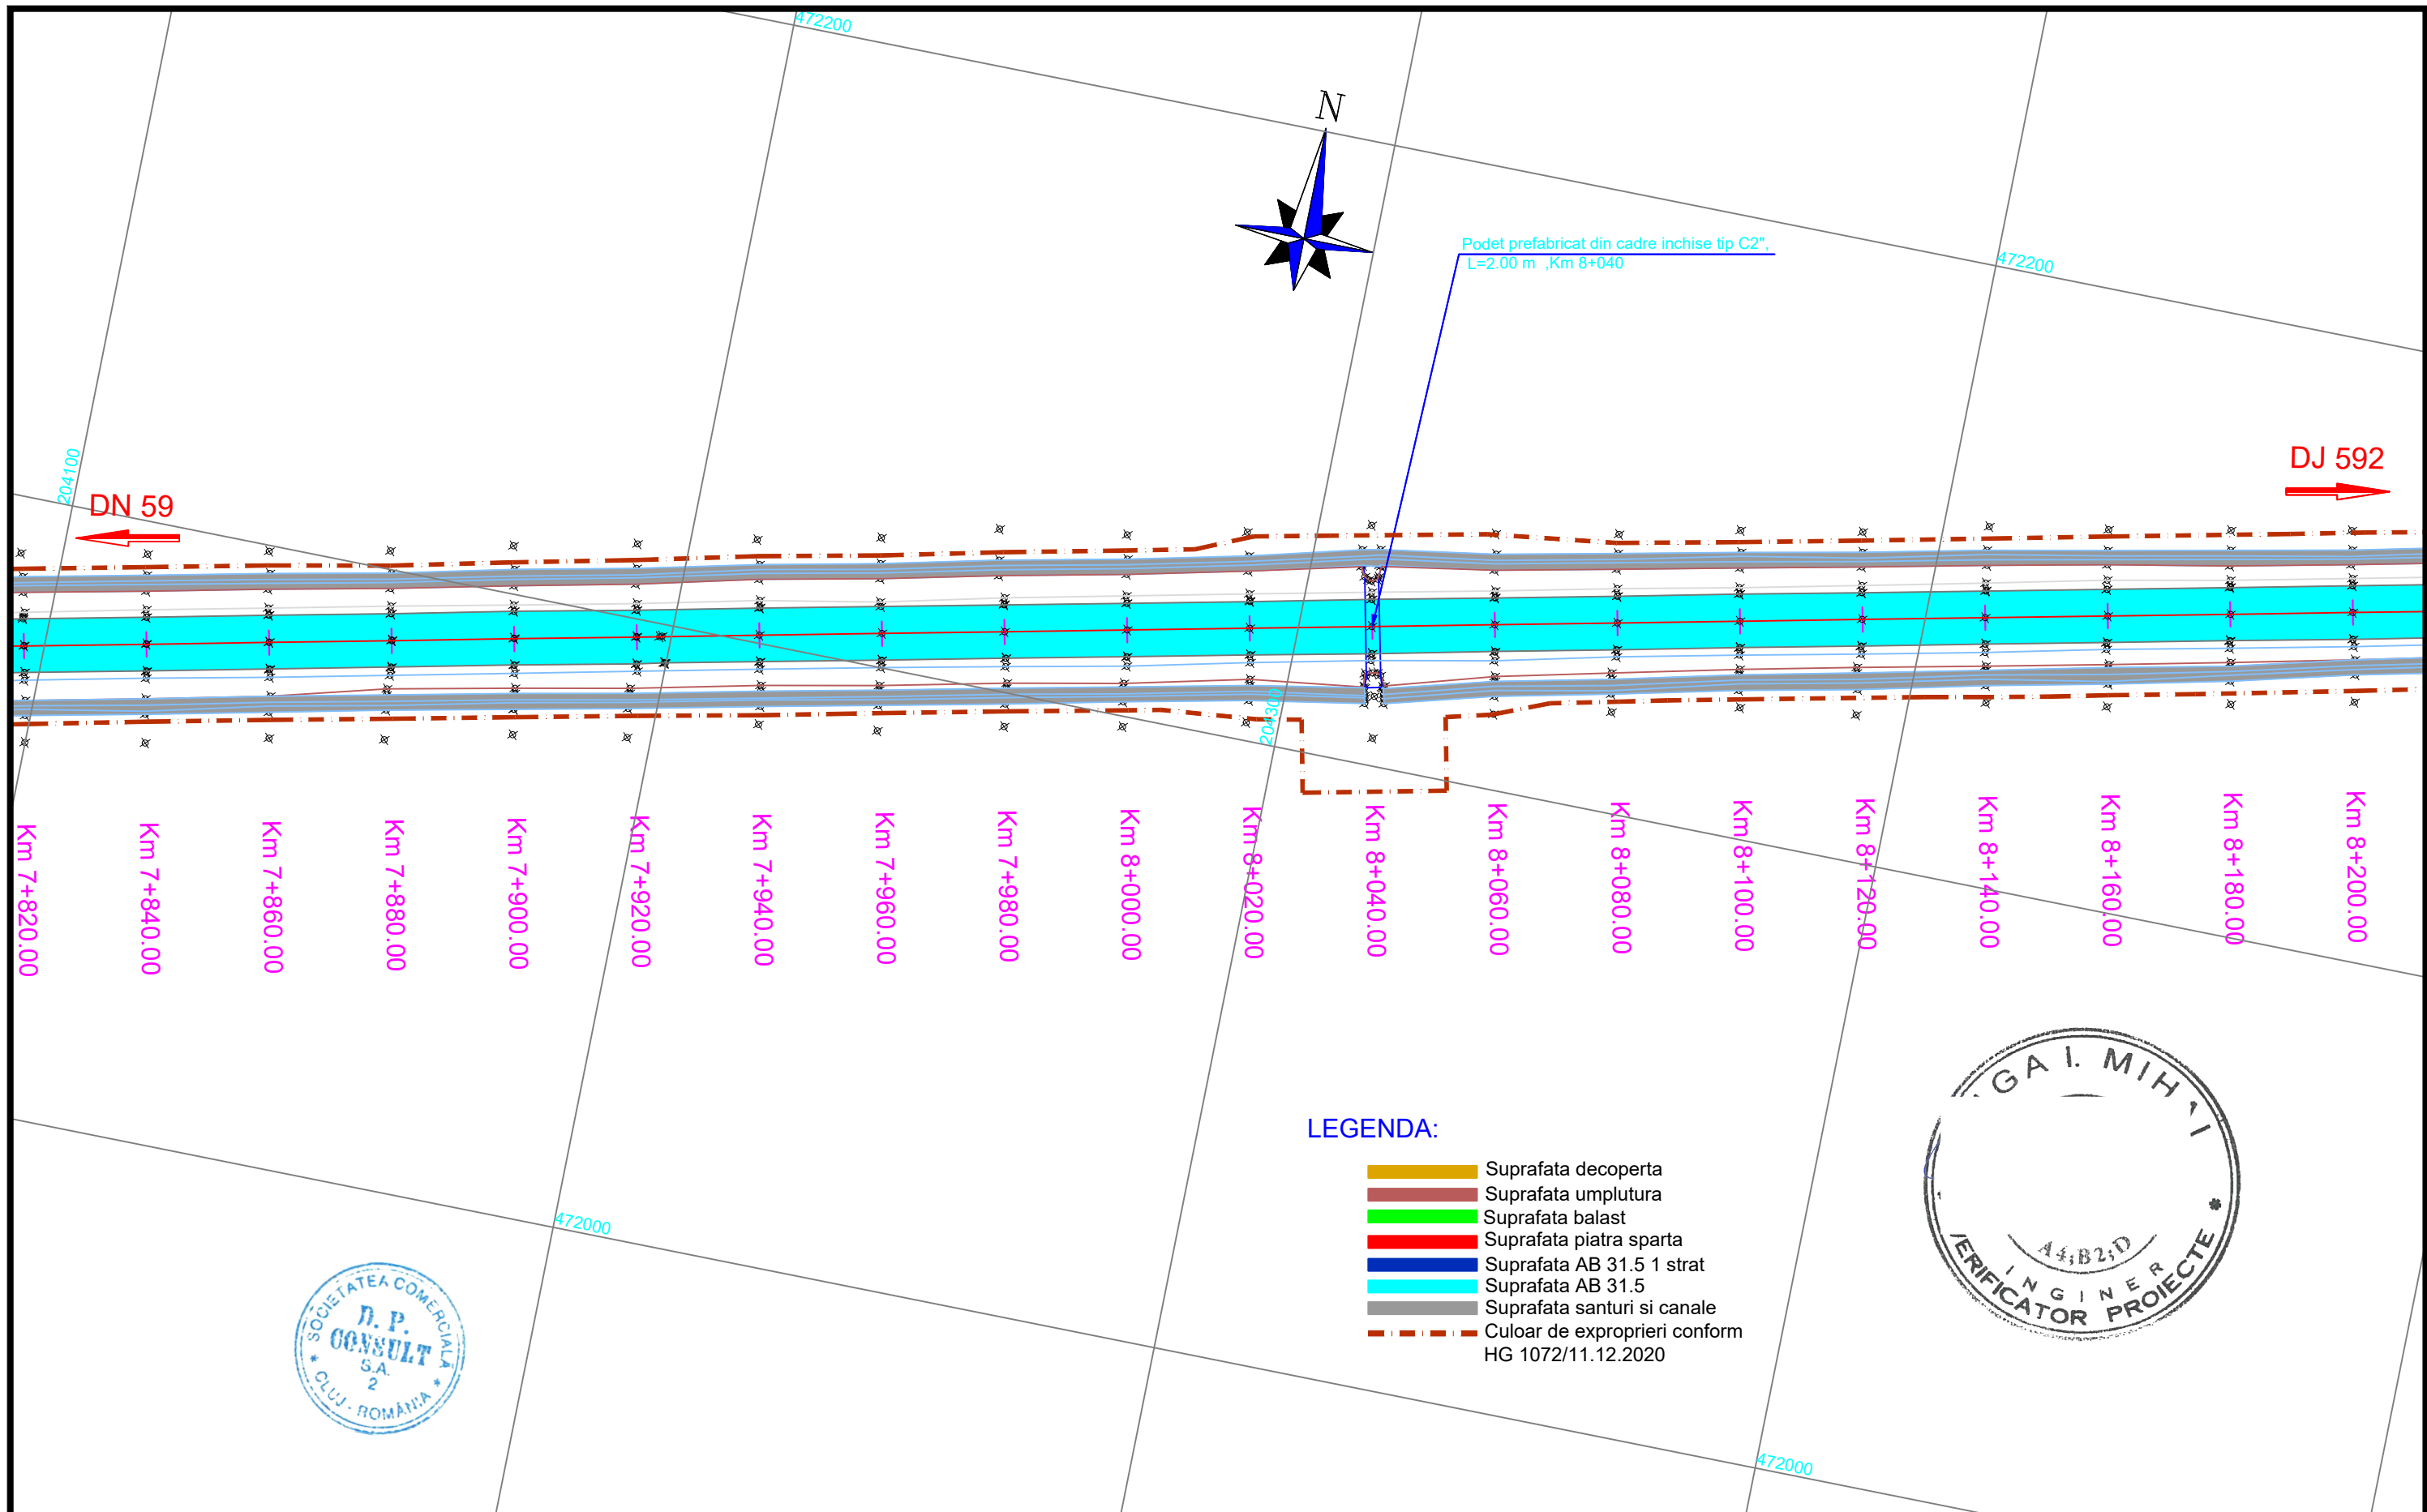 472200
N
Podet prefabricat din cadre inchise tip C2",
L=2.00 m ,Km 8+040
472200
204100
DN 59
DJ 592
204300
Km 7+820.00
Km 7+840.00
Km 7+860.00
Km 7+880.00
Km 7+900.00
Km 7+920.00
Km 7+940.00
Km 7+960.00
Km 7+980.00
Km 8+000.00
Km 8+020.00
Km 8+040.00
Km 8+060.00
Km 8+080.00
Km 8+100.00
Km 8+120.00
Km 8+140.00
Km 8+160.00
Km 8+180.00
Km 8+200.00
LEGENDA:
Suprafata decoperta
Suprafata umplutura
Suprafata balast
Suprafata piatra sparta
Suprafata AB 31.5 1 strat
Suprafata AB 31.5
Suprafata santuri si canale
Culoar de exproprieri conform
HG 1072/11.12.2020
472000
472000
SOCIETATEA COMERCIALĂ
D. P.
CONSULT
S.A.
2
* CLUJ - ROMÂNIA *
I.
A4;B2;D
INGINER
PROIECTE *